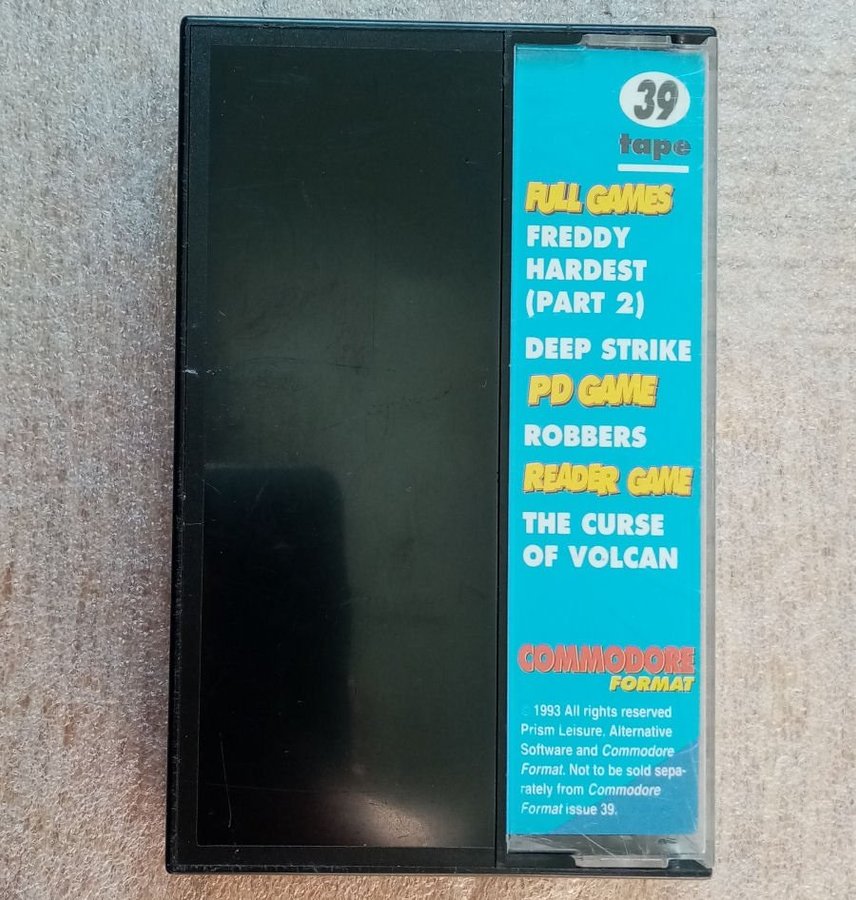 39
tape
FULL GAMES
FREDDY
HARDEST
(PART 2)
DEEP STRIKE
PD GAME
ROBBERS
READER GAME
THE CURSE
OF VOLCAN
COMMODORE
FORMAT
© 1993 All rights reserved
Prism Leisure, Alternative
Software and Commodore
Format. Not to be sold sepa-
rately from Commodore
Format issue 39.